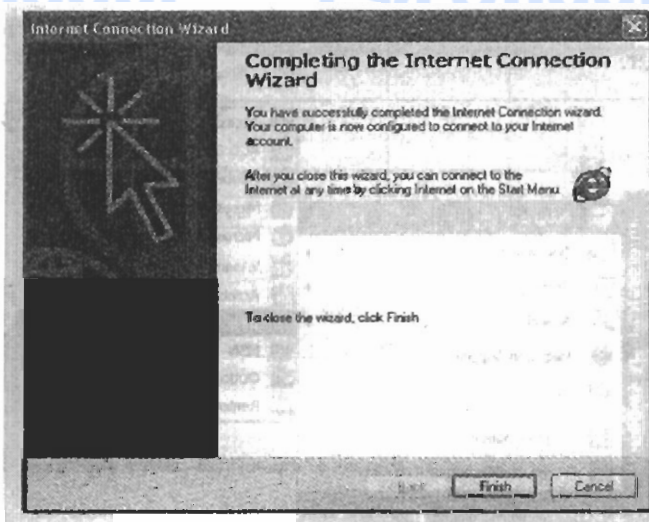 Internet Connection Wizard
Completing the Internet Connection
Wizard
You have successfully completed the Internet Connection wizard.
Your computer is now configured to connect to your Internet
account.
After you close this wizard, you can connect to the
Internet at any time by clicking Internet on the Start Menu
To close the wizard, click Finish
Back
Finish
Cancel